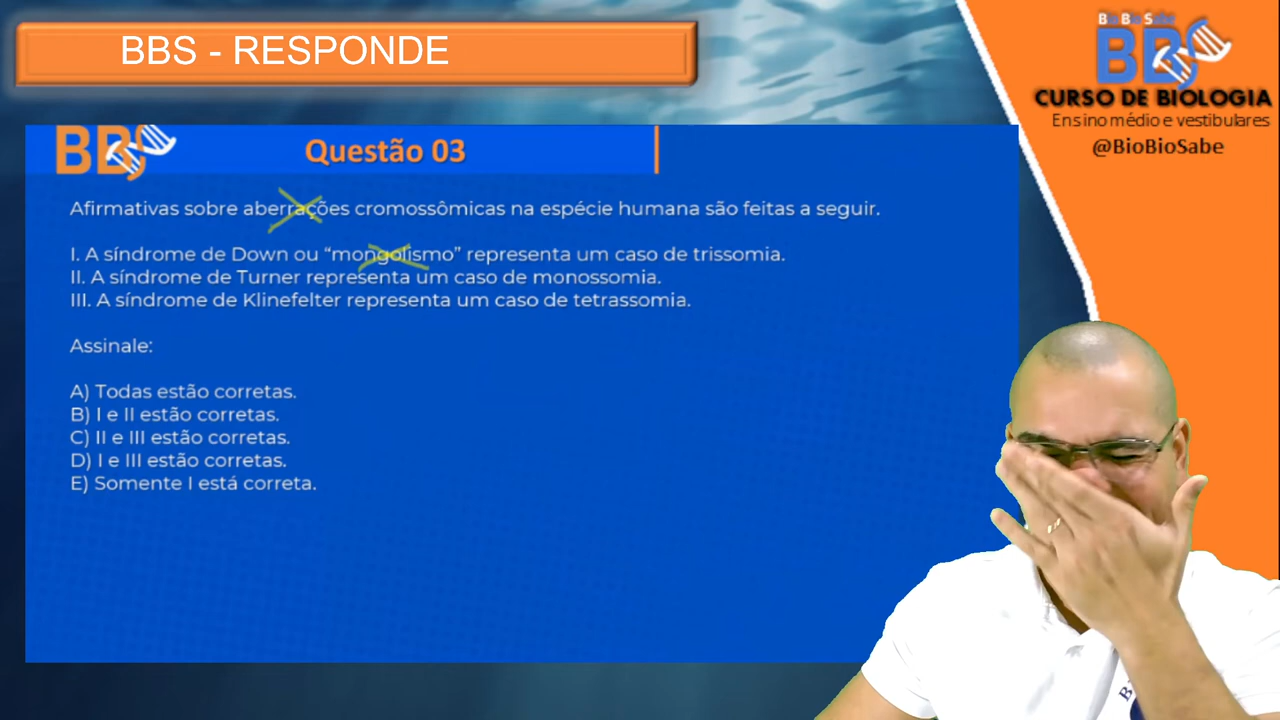 BBS - RESPONDE
Bio Bio Sabe
BBS
CURSO DE BIOLOGIA
Ensino médio e vestibulares
@BioBioSabe
BBS
Questão 03
Afirmativas sobre aberrações cromossômicas na espécie humana são feitas a seguir.
I. A síndrome de Down ou “mongolismo” representa um caso de trissomia.
II. A síndrome de Turner representa um caso de monossomia.
III. A síndrome de Klinefelter representa um caso de tetrassomia.
Assinale:
A) Todas estão corretas.
B) I e II estão corretas.
C) II e III estão corretas.
D) I e III estão corretas.
E) Somente I está correta.